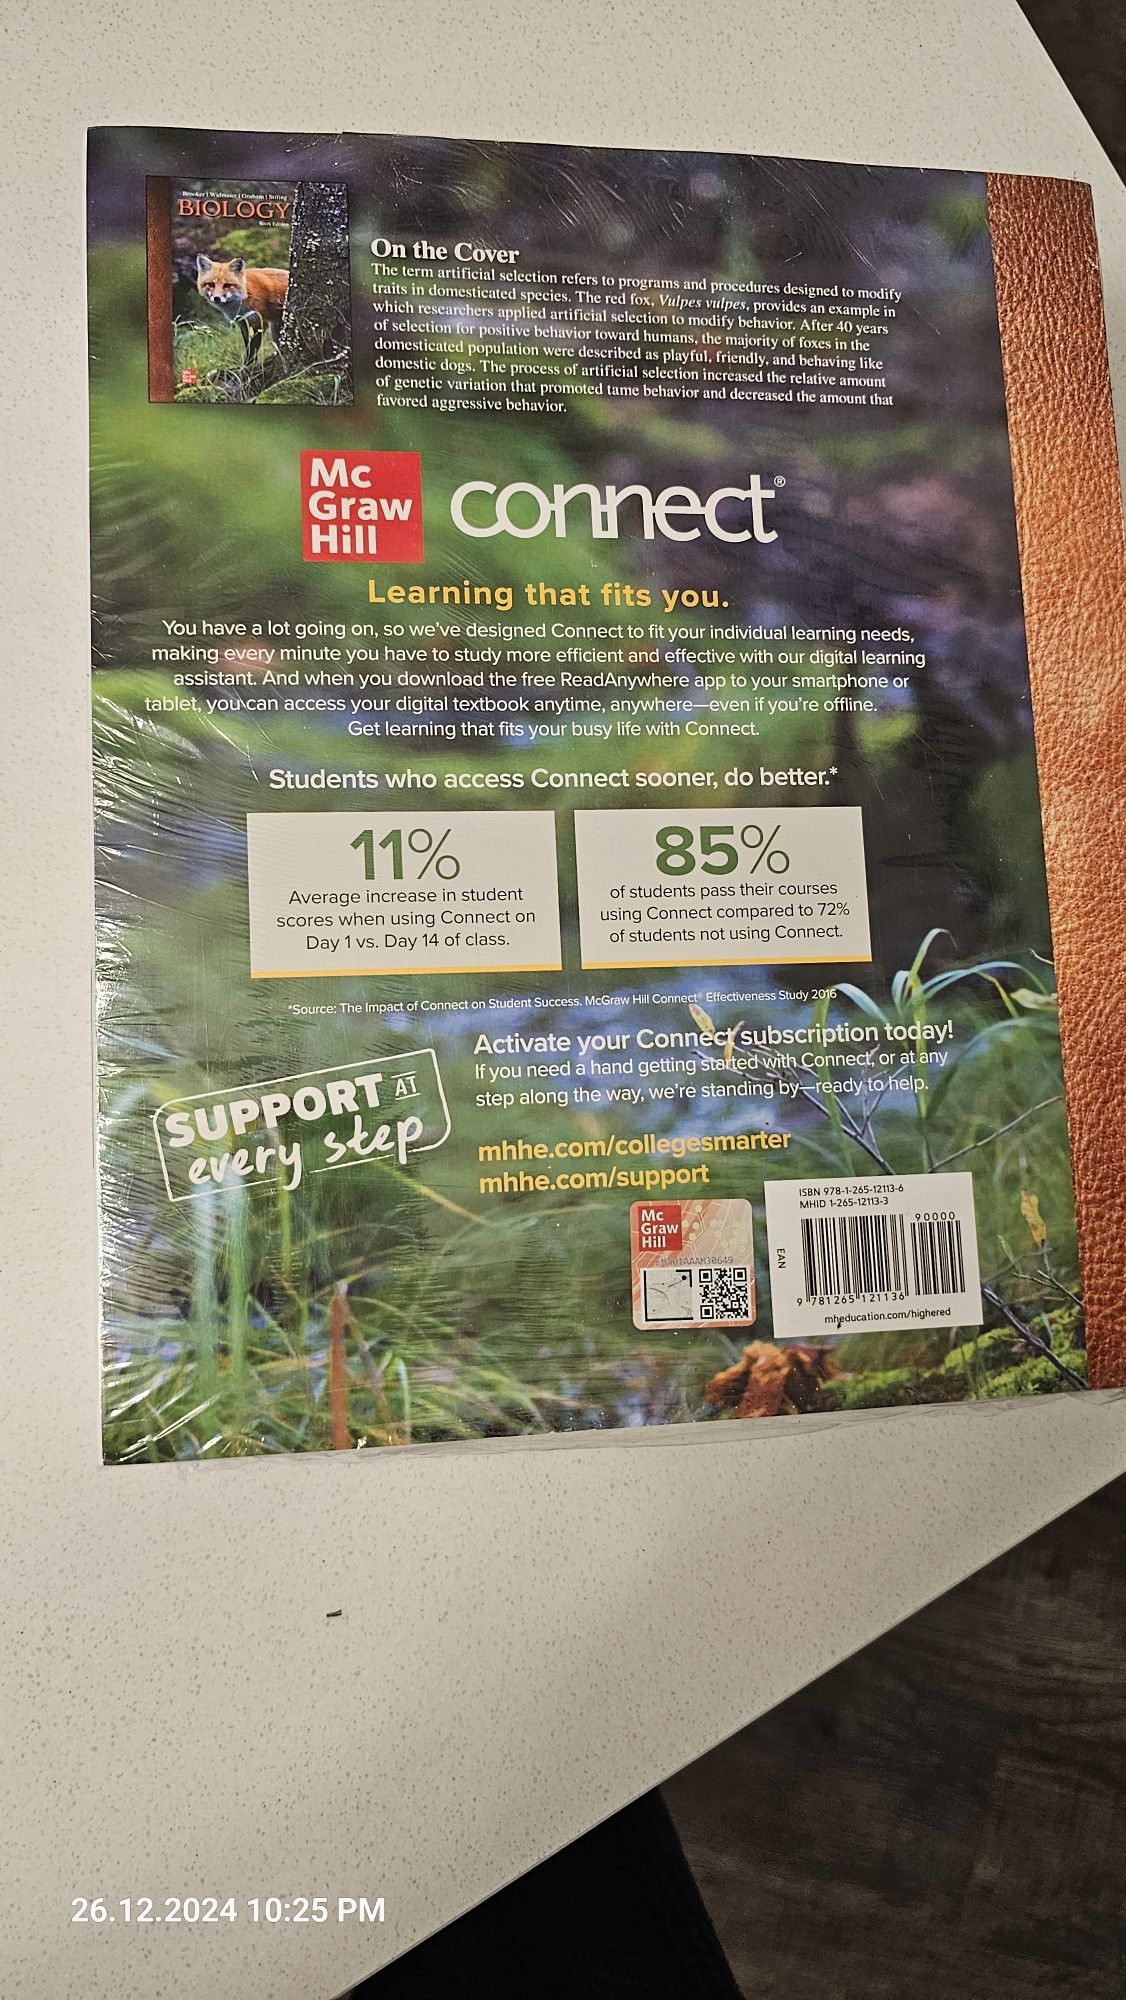 Brooker | Widmaier | Graham | Stiling
BIOLOGY
Sixth Edition
Mc
Graw
Hill
On the Cover
The term artificial selection refers to programs and procedures designed to modify
traits in domesticated species. The red fox, Vulpes vulpes, provides an example in
which researchers applied artificial selection to modify behavior. After 40 years
of selection for positive behavior toward humans, the majority of foxes in the
domesticated population were described as playful, friendly, and behaving like
domestic dogs. The process of artificial selection increased the relative amount
of genetic variation that promoted tame behavior and decreased the amount that
favored aggressive behavior.
Mc
Graw
Hill
connect®
Learning that fits you.
You have a lot going on, so we've designed Connect to fit your individual learning needs,
making every minute you have to study more efficient and effective with our digital learning
assistant. And when you download the free ReadAnywhere app to your smartphone or
tablet, you can access your digital textbook anytime, anywhere—even if you're offline.
Get learning that fits your busy life with Connect.
Students who access Connect sooner, do better.*
11%
Average increase in student
scores when using Connect on
Day 1 vs. Day 14 of class.
85%
of students pass their courses
using Connect compared to 72%
of students not using Connect.
*Source: The Impact of Connect on Student Success. McGraw Hill Connect® Effectiveness Study 2016
SUPPORT AT
every step
Activate your Connect subscription today!
If you need a hand getting started with Connect, or at any
step along the way, we're standing by—ready to help.
mhhe.com/collegesmarter
mhhe.com/support
Mc
Graw
Hill
ISBN 978-1-265-12113-6
MHID 1-265-12113-3
90000
EAN
9 781265 121136
mheducation.com/highered
26.12.2024 10:25 PM